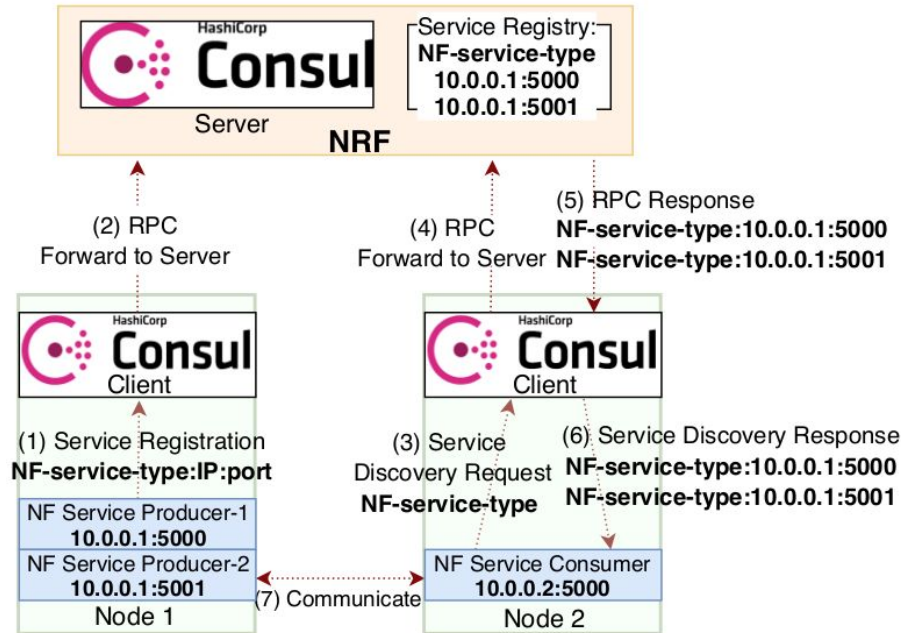 HashiCorp
Consul
Server
NRF
Service Registry:
NF-service-type
10.0.0.1:5000
10.0.0.1:5001
(2) RPC
Forward to Server
(4) RPC
Forward to Server
(5) RPC Response
NF-service-type:10.0.0.1:5000
NF-service-type:10.0.0.1:5001
HashiCorp
Consul
Client
(1) Service Registration
NF-service-type:IP:port
NF Service Producer-1
10.0.0.1:5000
NF Service Producer-2
10.0.0.1:5001
Node 1
HashiCorp
Consul
Client
(3) Service
Discovery Request
NF-service-type
(6) Service Discovery Response
NF-service-type:10.0.0.1:5000
NF-service-type:10.0.0.1:5001
NF Service Consumer
10.0.0.2:5000
Node 2
(7) Communicate